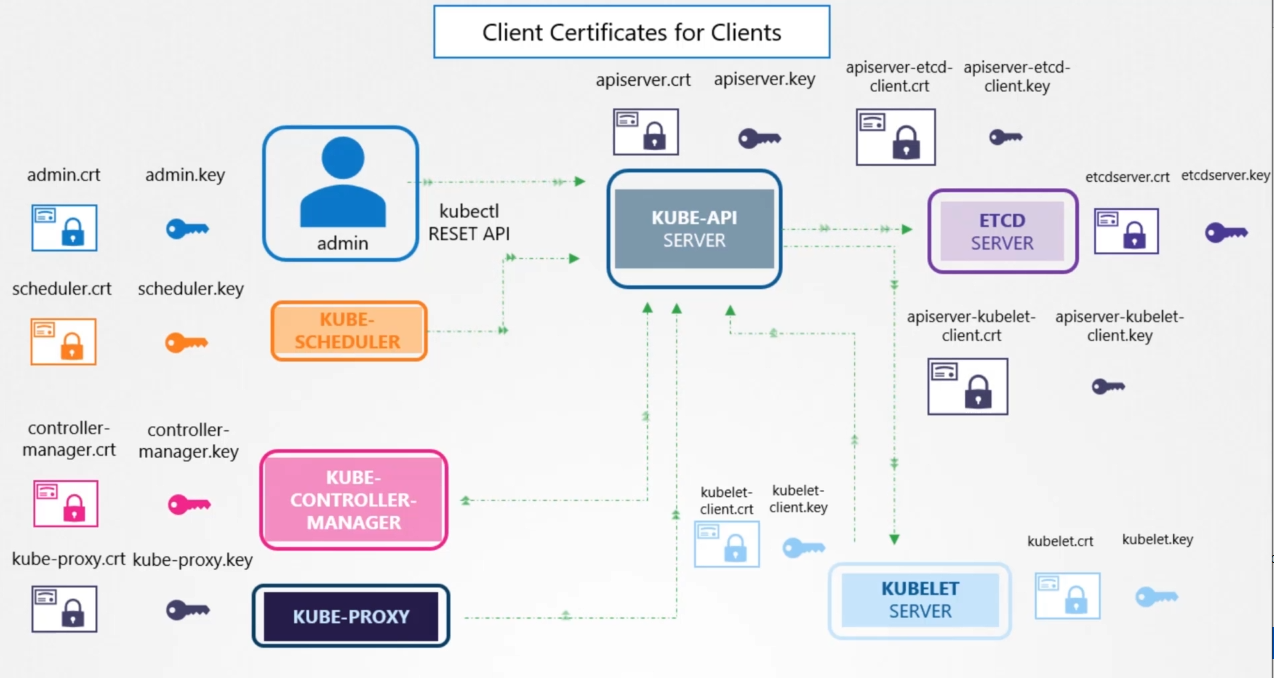 Client Certificates for Clients
apiserver.crt
apiserver.key
apiserver-etcd-
client.crt
apiserver-etcd-
client.key
admin.crt
admin.key
admin
kubectl
RESET API
KUBE-API
SERVER
ETCD
SERVER
etcdserver.crt
etcdserver.key
scheduler.crt
scheduler.key
KUBE-
SCHEDULER
apiserver-kubelet-
client.crt
apiserver-kubelet-
client.key
controller-
manager.crt
controller-
manager.key
KUBE-
CONTROLLER-
MANAGER
kubelet-
client.crt
kubelet-
client.key
kube-proxy.crt
kube-proxy.key
KUBE-PROXY
KUBELET
SERVER
kubelet.crt
kubelet.key